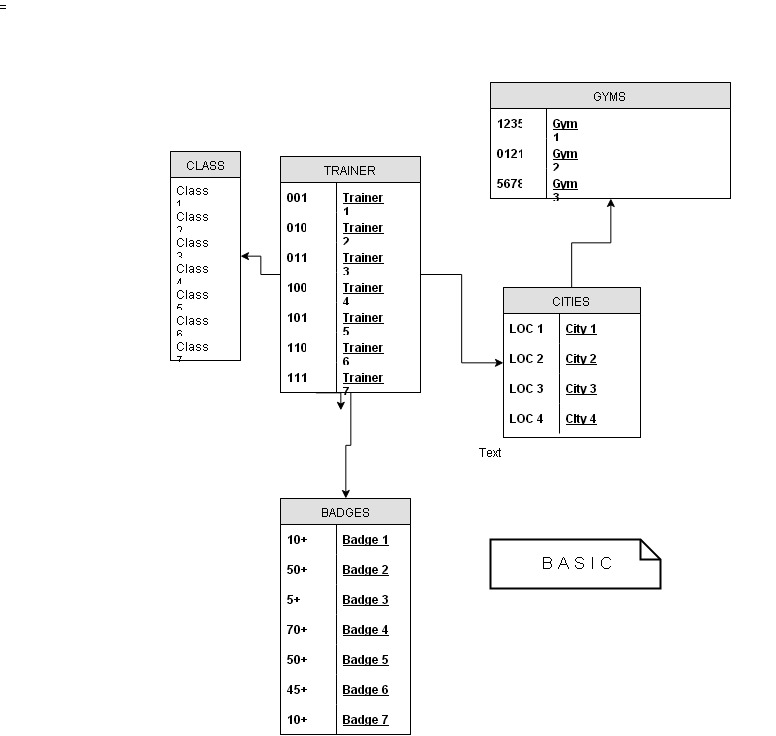 =
GYMS
1235 Gym 1
0121 Gym 2
5678 Gym 3
CLASS
Class 1
Class 2
Class 3
Class 4
Class 5
Class 6
Class 7
TRAINER
001 Trainer 1
010 Trainer 2
011 Trainer 3
100 Trainer 4
101 Trainer 5
110 Trainer 6
111 Trainer 7
CITIES
LOC 1 City 1
LOC 2 City 2
LOC 3 City 3
LOC 4 CIty 4
Text
BADGES
10+ Badge 1
50+ Badge 2
5+ Badge 3
70+ Badge 4
50+ Badge 5
45+ Badge 6
10+ Badge 7
B A S I C